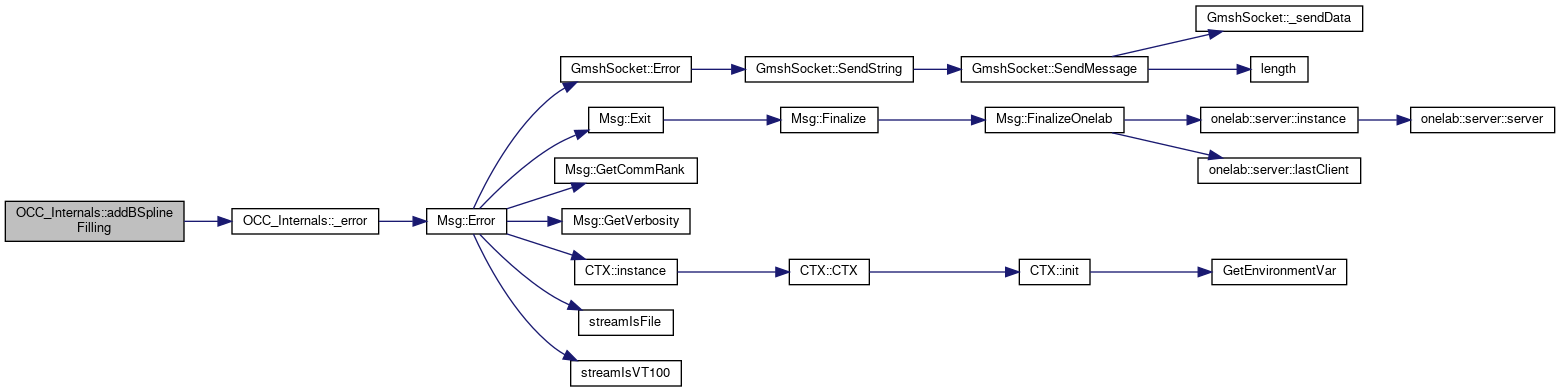 OCC_Internals::addBSpline
Filling
OCC_Internals::_error
Msg::Error
GmshSocket::Error
GmshSocket::SendString
GmshSocket::SendMessage
GmshSocket::_sendData
length
Msg::Exit
Msg::Finalize
Msg::FinalizeOnelab
onelab::server::instance
onelab::server::server
onelab::server::lastClient
Msg::GetCommRank
Msg::GetVerbosity
CTX::instance
CTX::CTX
CTX::init
GetEnvironmentVar
streamIsFile
streamIsVT100